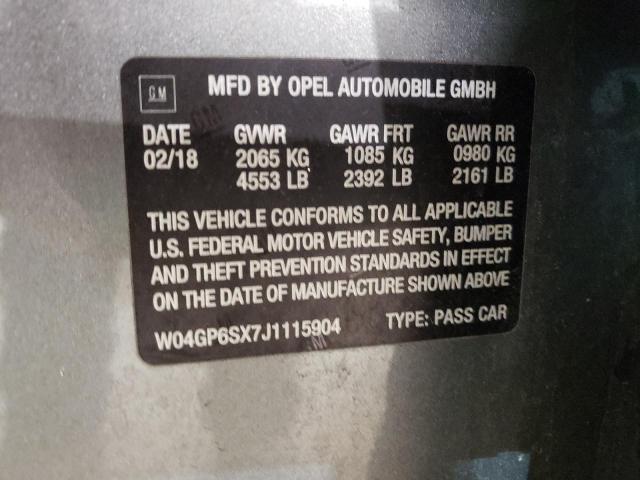 GM MFD BY OPEL AUTOMOBILE GMBH
DATE GVWR GAWR FRT GAWR RR
02/18 2065 KG 1085 KG 0980 KG
4553 LB 2392 LB 2161 LB
THIS VEHICLE CONFORMS TO ALL APPLICABLE
U.S. FEDERAL MOTOR VEHICLE SAFETY, BUMPER
AND THEFT PREVENTION STANDARDS IN EFFECT
ON THE DATE OF MANUFACTURE SHOWN ABOVE
W04GP6SX7J1115904 TYPE: PASS CAR